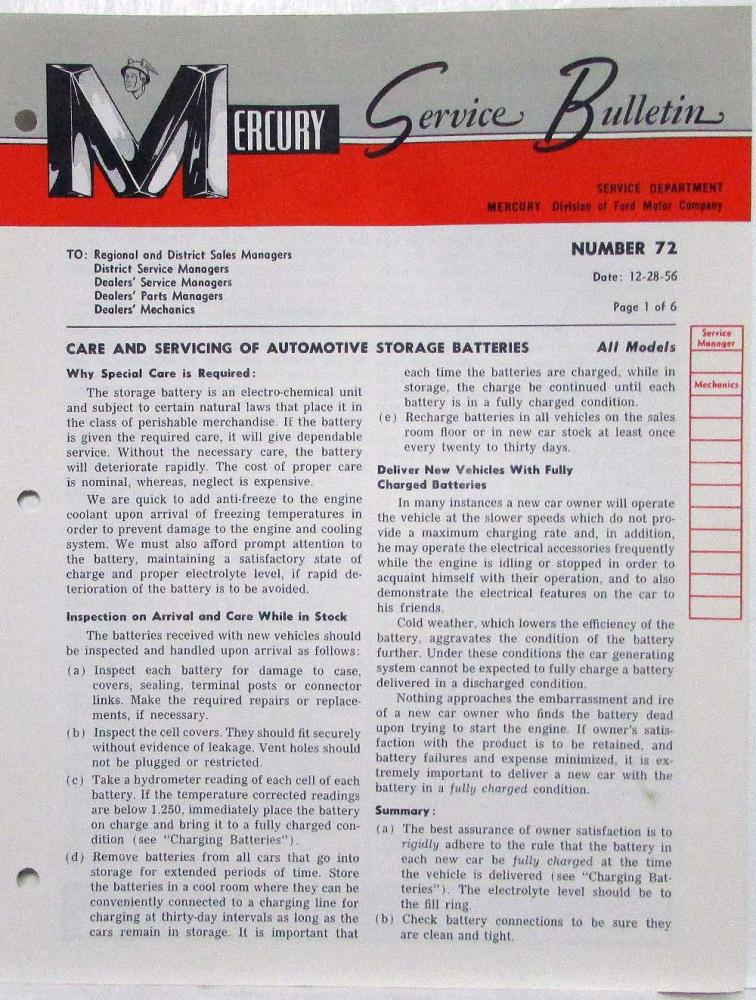 MERCURY Service Bulletin
SERVICE DEPARTMENT
MERCURY Division of Ford Motor Company
TO: Regional and District Sales Managers
District Service Managers
Dealers' Service Managers
Dealers' Parts Managers
Dealers' Mechanics
NUMBER 72
Date: 12-28-56
Page 1 of 6
Service
Manager
Mechanics
CARE AND SERVICING OF AUTOMOTIVE STORAGE BATTERIES All Models
Why Special Care is Required:
The storage battery is an electro-chemical unit
and subject to certain natural laws that place it in
the class of perishable merchandise. If the battery
is given the required care, it will give dependable
service. Without the necessary care, the battery
will deteriorate rapidly. The cost of proper care
is nominal, whereas, neglect is expensive.
We are quick to add anti-freeze to the engine
coolant upon arrival of freezing temperatures in
order to prevent damage to the engine and cooling
system. We must also afford prompt attention to
the battery, maintaining a satisfactory state of
charge and proper electrolyte level, if rapid de-
terioration of the battery is to be avoided.
Inspection on Arrival and Care While in Stock
The batteries received with new vehicles should
be inspected and handled upon arrival as follows:
(a) Inspect each battery for damage to case,
covers, sealing, terminal posts or connector
links. Make the required repairs or replace-
ments, if necessary.
(b) Inspect the cell covers. They should fit securely
without evidence of leakage. Vent holes should
not be plugged or restricted.
(c) Take a hydrometer reading of each cell of each
battery. If the temperature corrected readings
are below 1.250, immediately place the battery
on charge and bring it to a fully charged con-
dition (see "Charging Batteries").
(d) Remove batteries from all cars that go into
storage for extended periods of time. Store
the batteries in a cool room where they can be
conveniently connected to a charging line for
charging at thirty-day intervals as long as the
cars remain in storage. It is important that
each time the batteries are charged, while in
storage, the charge be continued until each
battery is in a fully charged condition.
(e) Recharge batteries in all vehicles on the sales
room floor or in new car stock at least once
every twenty to thirty days.
Deliver New Vehicles With Fully
Charged Batteries
In many instances a new car owner will operate
the vehicle at the slower speeds which do not pro-
vide a maximum charging rate and, in addition,
he may operate the electrical accessories frequently
while the engine is idling or stopped in order to
acquaint himself with their operation, and to also
demonstrate the electrical features on the car to
his friends.
Cold weather, which lowers the efficiency of the
battery, aggravates the condition of the battery
further. Under these conditions the car generating
system cannot be expected to fully charge a battery
delivered in a discharged condition.
Nothing approaches the embarrassment and ire
of a new car owner who finds the battery dead
upon trying to start the engine. If owner's satis-
faction with the product is to be retained, and
battery failures and expense minimized, it is ex-
tremely important to deliver a new car with the
battery in a fully charged condition.
Summary:
(a) The best assurance of owner satisfaction is to
rigidly adhere to the rule that the battery in
each new car be fully charged at the time
the vehicle is delivered (see "Charging Bat-
teries"). The electrolyte level should be to
the fill ring.
(b) Check battery connections to be sure they
are clean and tight.